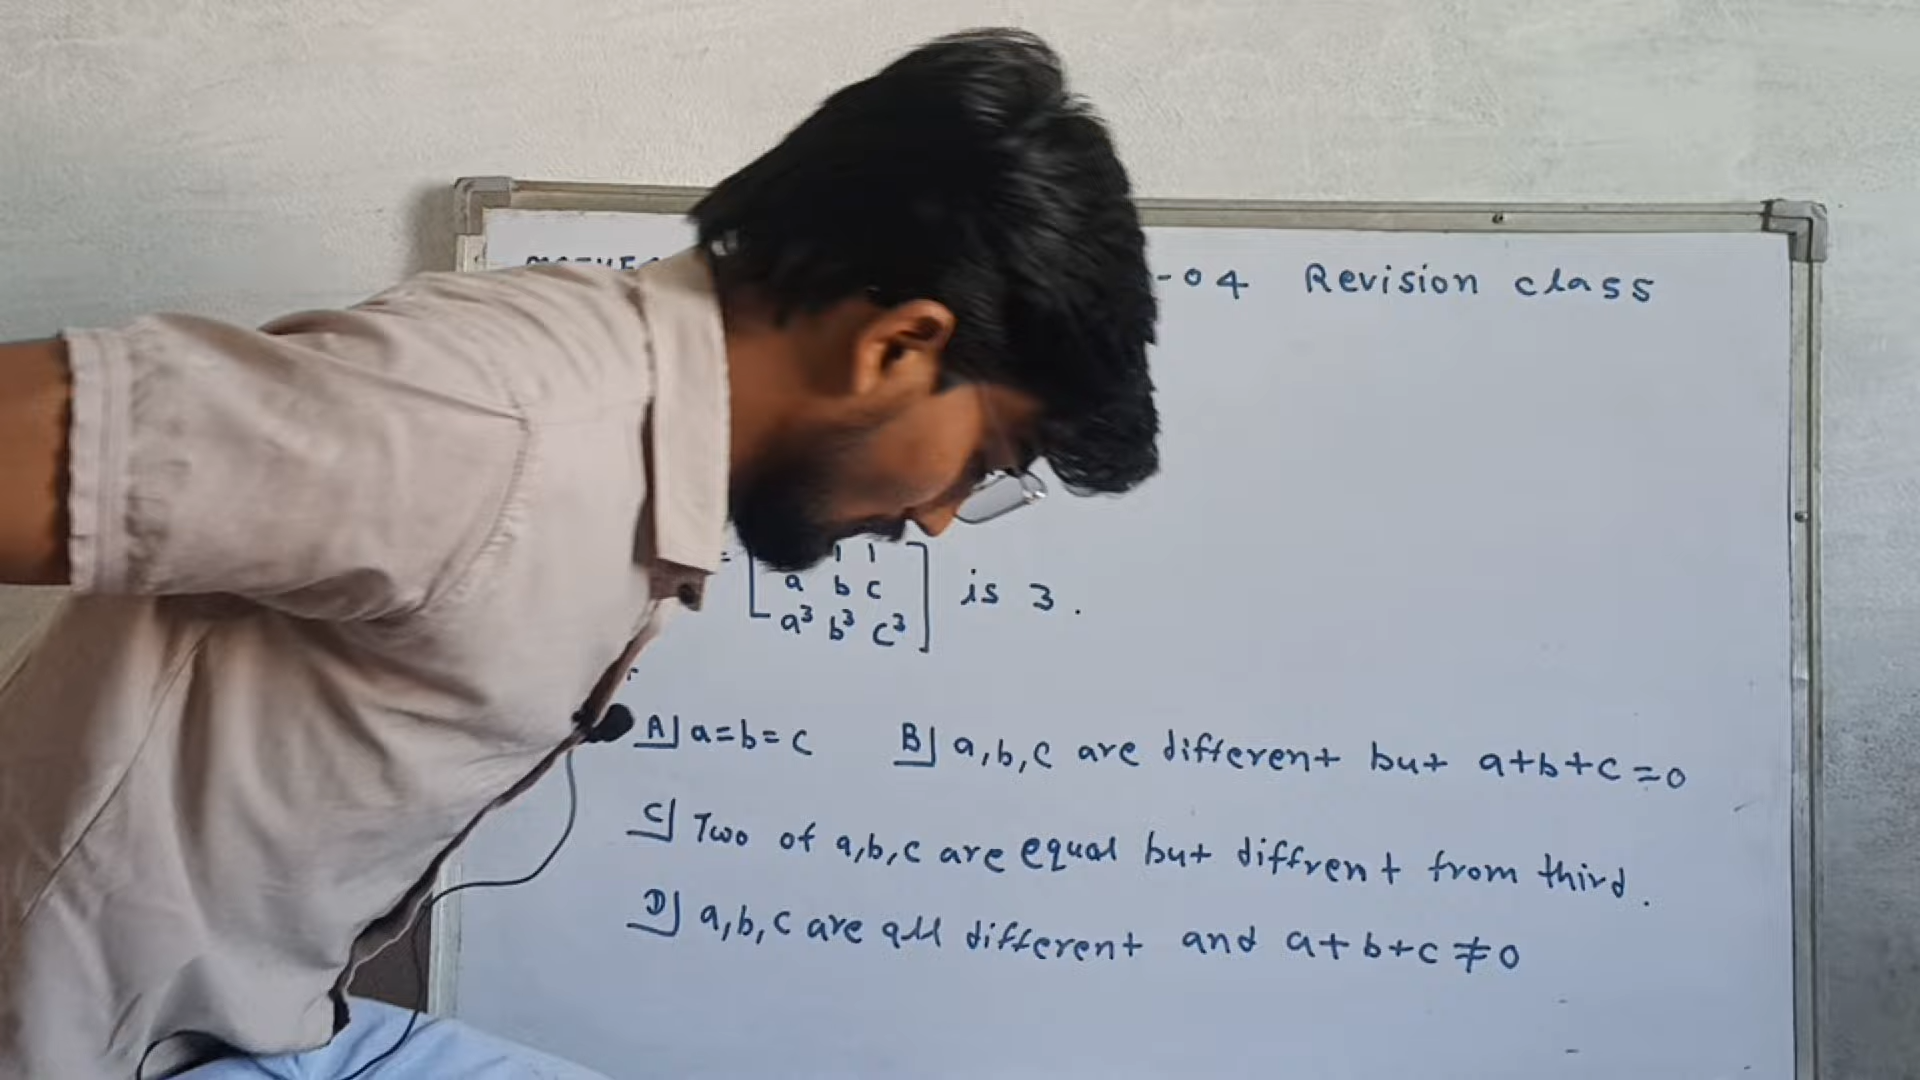 -04 Revision class
1 1
a b c is 3 .
a³ b³ c³
A] a=b=c B] a,b,c are different but a+b+c=0
C] Two of a,b,c are equal but diffrent from third.
D] a,b,c are all different and a+b+c≠0